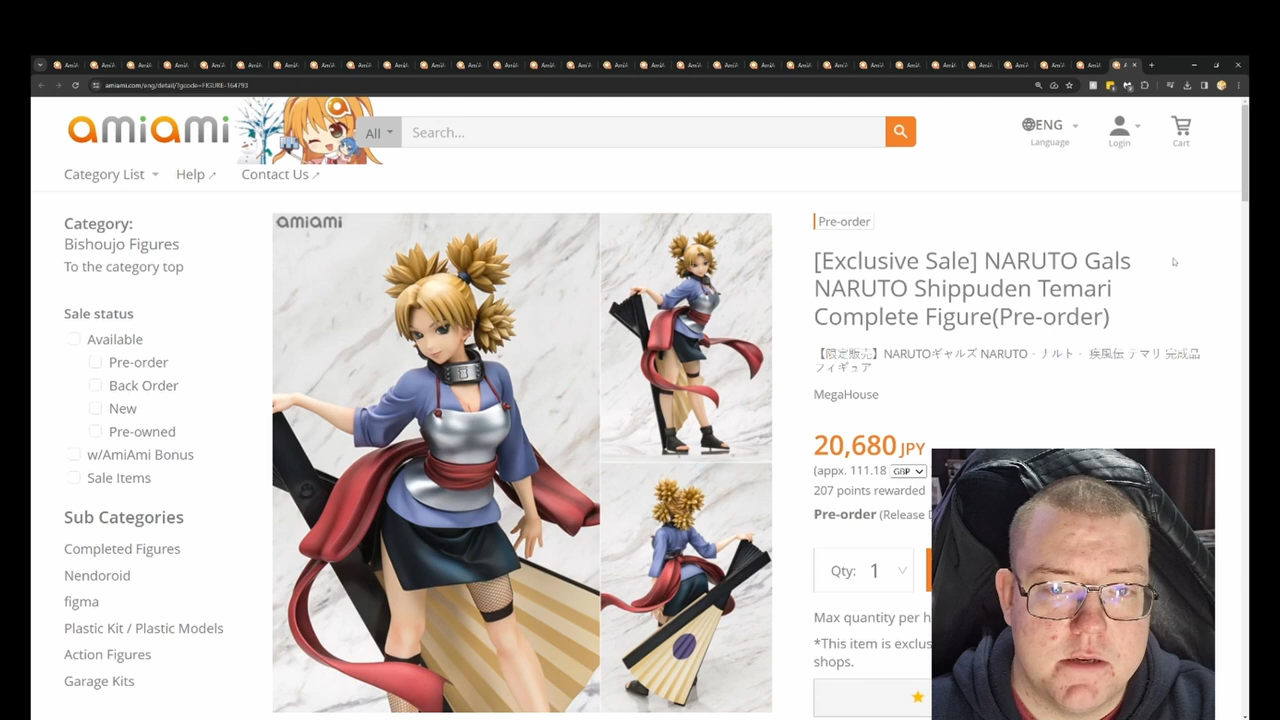 amiami.com/eng/detail/?gcode=FIGURE-164793
amiami
All
Search...
ENG
Language
Login
Cart
Category List
Help
Contact Us
Category:
Bishoujo Figures
To the category top
Sale status
Available
Pre-order
Back Order
New
Pre-owned
w/AmiAmi Bonus
Sale Items
Sub Categories
Completed Figures
Nendoroid
figma
Plastic Kit / Plastic Models
Action Figures
Garage Kits
amiami
Pre-order
[Exclusive Sale] NARUTO Gals
NARUTO Shippuden Temari
Complete Figure(Pre-order)
【限定販売】NARUTOギャルズ NARUTO - ナルト - 疾風伝 テマリ 完成品
フィギュア
MegaHouse
20,680 JPY
(appx. 111.18 GBP
207 points rewarded
Pre-order (Release
Qty: 1
Max quantity per h
*This item is exclus
shops.